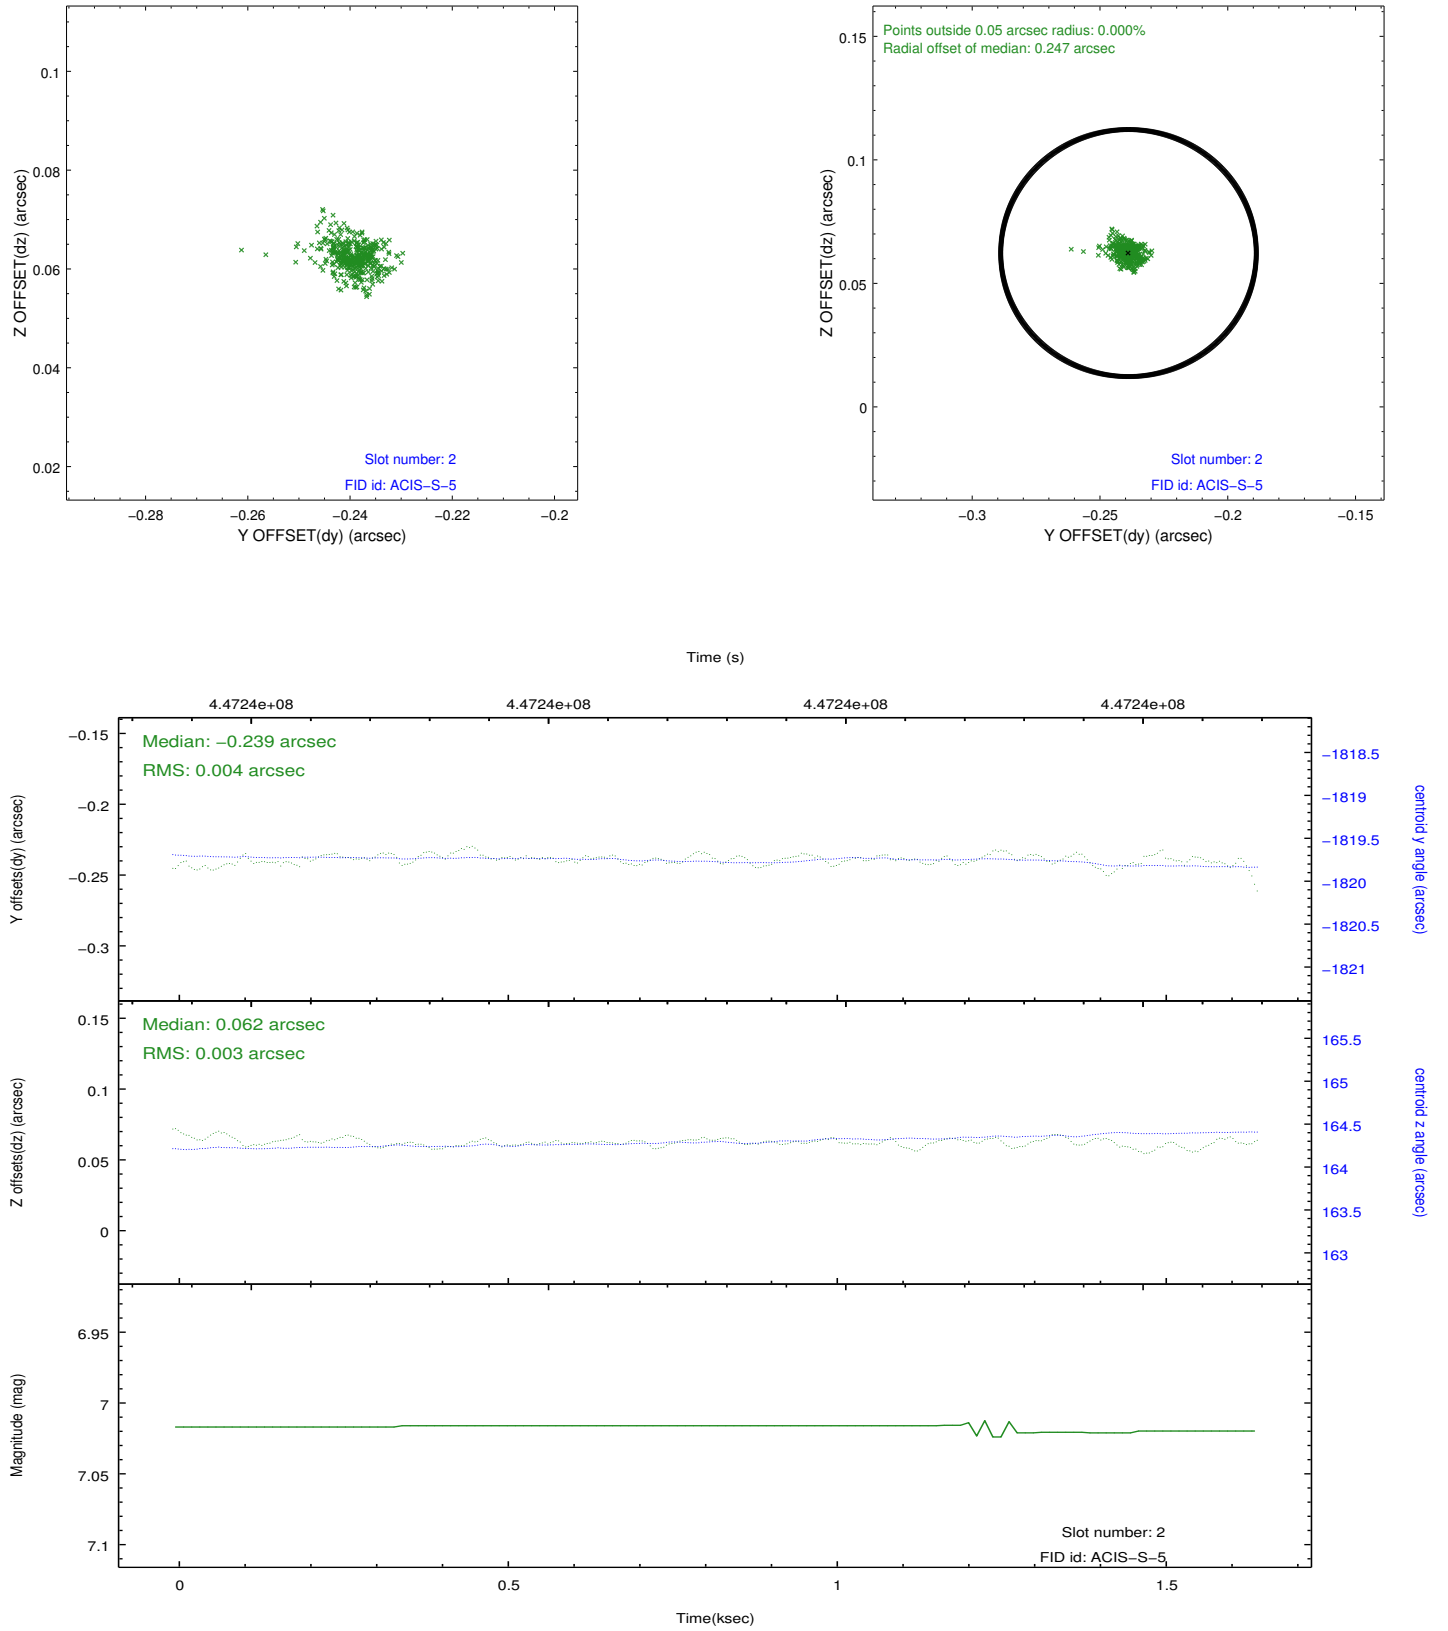 Points outside 0.05 arcsec radius: 0.000%
Radial offset of median: 0.247 arcsec
0.1
0.08
0.06
0.04
0.02
Z OFFSET(dz) (arcsec)
Slot number: 2
FID id: ACIS−S−5
−0.28 −0.26 −0.24 −0.22 −0.2
Y OFFSET(dy) (arcsec)
0.15
0.1
0.05
0
Z OFFSET(dz) (arcsec)
Slot number: 2
FID id: ACIS−S−5
−0.3 −0.25 −0.2 −0.15
Y OFFSET(dy) (arcsec)
Time (s)
4.4724e+08 4.4724e+08 4.4724e+08 4.4724e+08
Median: −0.239 arcsec
RMS: 0.004 arcsec
−0.15
−0.2
−0.25
−0.3
Y offsets(dy) (arcsec)
−1818.5
−1819
−1819.5
−1820
−1820.5
−1821
centroid y angle (arcsec)
Median: 0.062 arcsec
RMS: 0.003 arcsec
0.15
0.1
0.05
0
Z offsets(dz) (arcsec)
165.5
165
164.5
164
163.5
163
centroid z angle (arcsec)
6.95
7
7.05
7.1
Magnitude (mag)
Slot number: 2
FID id: ACIS−S−5
0 0.5 1 1.5
Time(ksec)